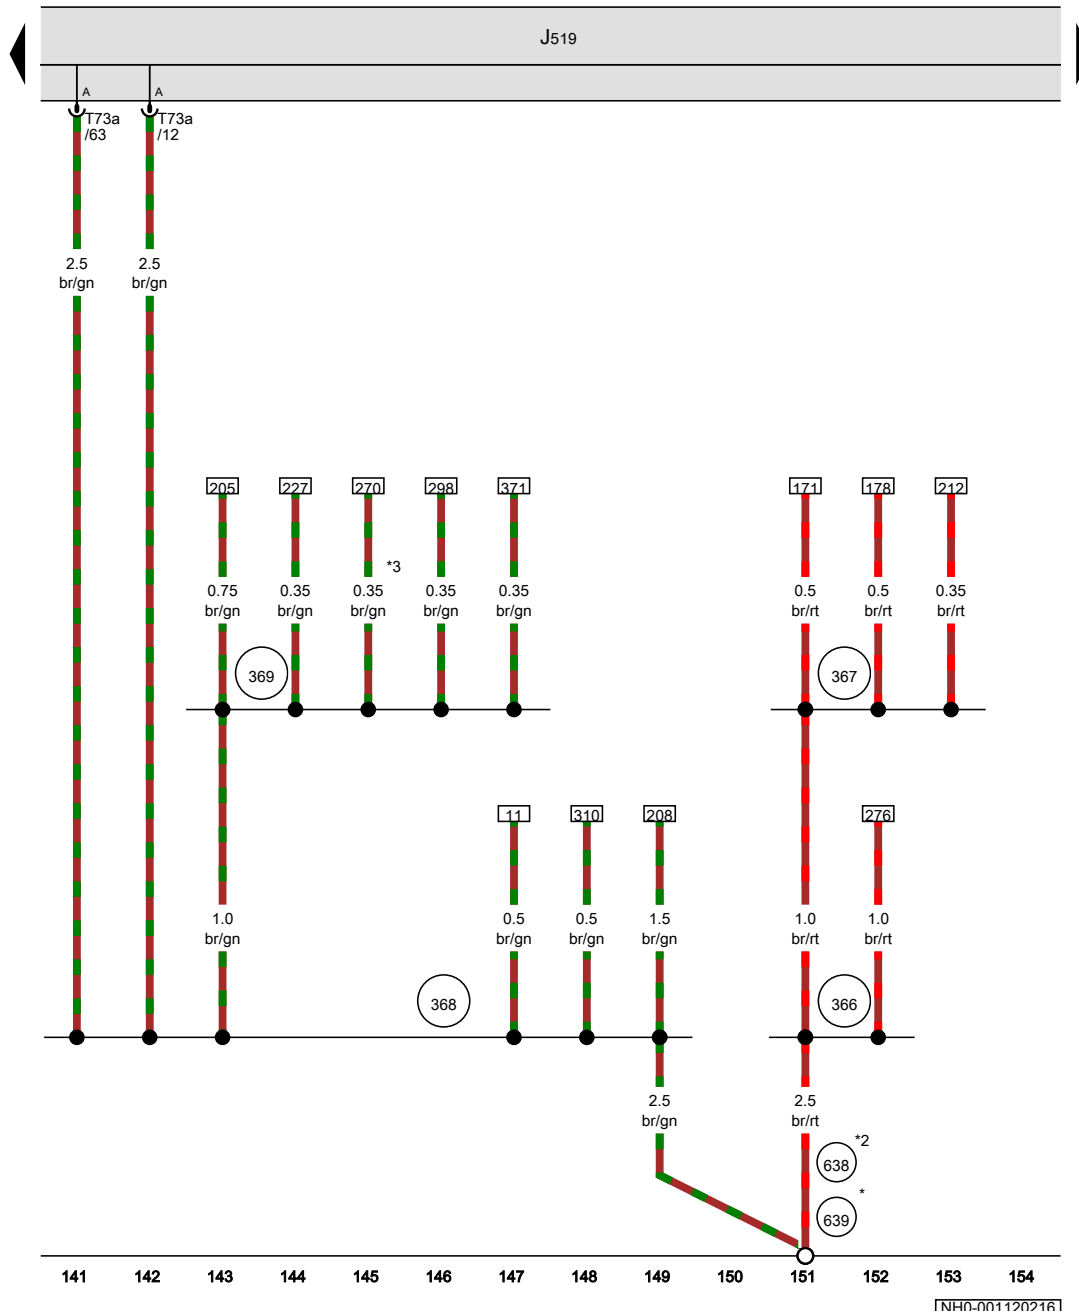 J519
A A
T73a T73a
/63 /12
2.5 2.5
br/gn br/gn
205 227 270 298 371 171 178 212
*3
0.75 0.35 0.35 0.35 0.35 0.5 0.5 0.35
br/gn br/gn br/gn br/gn br/gn br/rt br/rt br/rt
369 367
11 310 208 276
1.0 0.5 0.5 1.5 1.0 1.0
br/gn br/gn br/gn br/gn br/rt br/rt
368 366
2.5 2.5
br/gn br/rt
*2
638
*
639
141 142 143 144 145 146 147 148 149 150 151 152 153 154
NH0-001120216